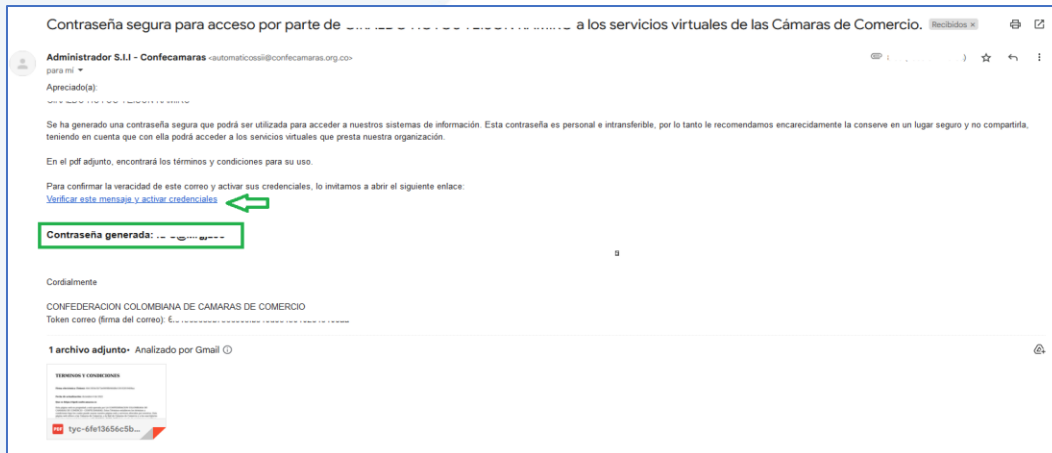 Contraseña segura para acceso por parte de a los servicios virtuales de las Cámaras de Comercio. Recibidos ×
Administrador S.I.I - Confecamaras <automaticossii@confecamaras.org.co>
para mí
Apreciado(a):
Se ha generado una contraseña segura que podrá ser utilizada para acceder a nuestros sistemas de información. Esta contraseña es personal e intransferible, por lo tanto le recomendamos encarecidamente la conserve en un lugar seguro y no compartirla,
teniendo en cuenta que con ella podrá acceder a los servicios virtuales que presta nuestra organización.
En el pdf adjunto, encontrará los términos y condiciones para su uso.
Para confirmar la veracidad de este correo y activar sus credenciales, lo invitamos a abrir el siguiente enlace:
Verificar este mensaje y activar credenciales
Contraseña generada:
Cordialmente
CONFEDERACION COLOMBIANA DE CAMARAS DE COMERCIO
Token correo (firma del correo):
1 archivo adjunto• Analizado por Gmail
TERMINOS Y CONDICIONES
PDF tyc-6fe13656c5b...